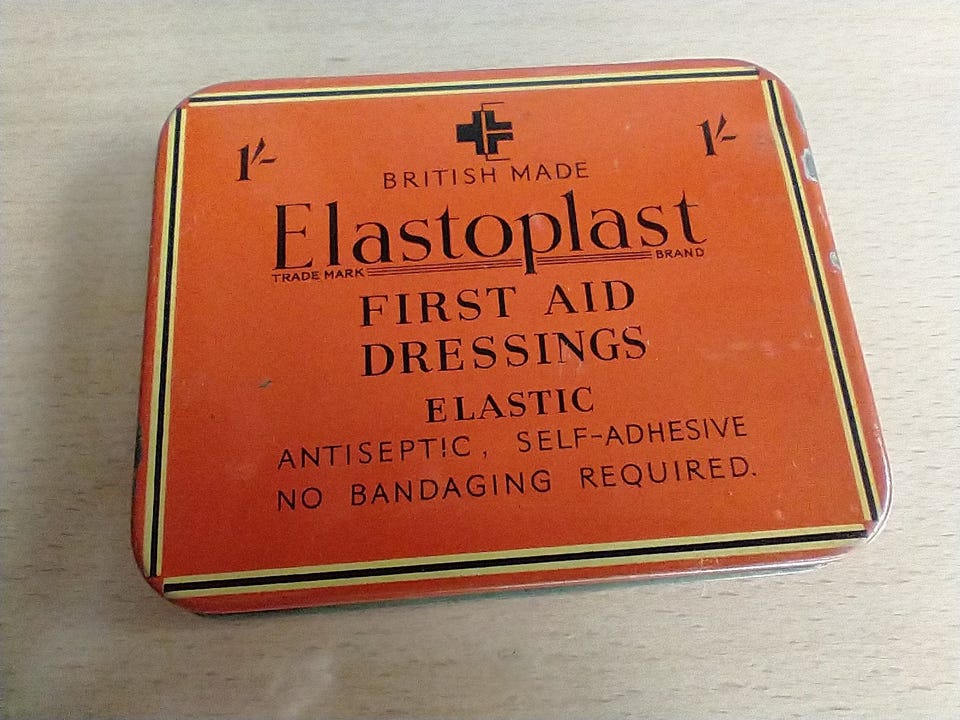 1/- 1/-
E
BRITISH MADE
Elastoplast
TRADE MARK BRAND
FIRST AID
DRESSINGS
ELASTIC
ANTISEPTIC, SELF-ADHESIVE
NO BANDAGING REQUIRED.